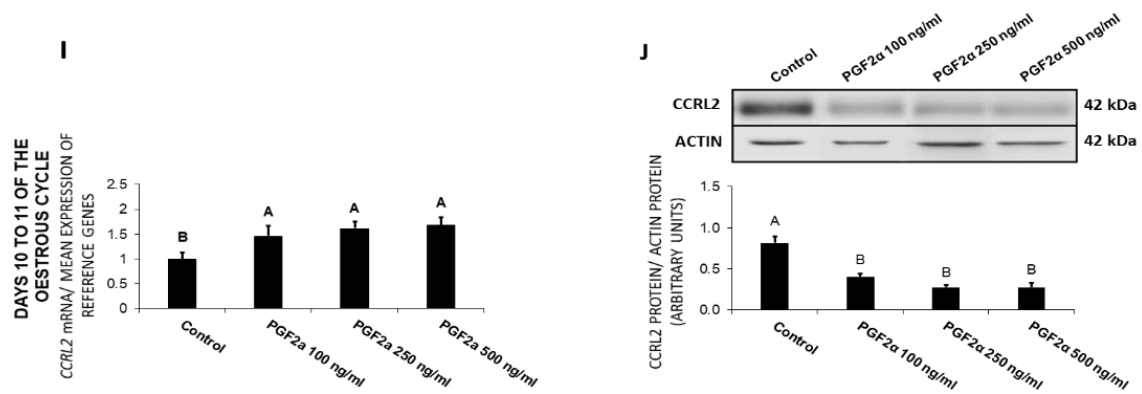 I
DAYS 10 TO 11 OF THE
OESTROUS CYCLE
CCRL2 mRNA/ MEAN EXPRESSION OF
REFERENCE GENES
2.5
2
1.5
1
0.5
0
B
A
A
A
Control
PGF2a 100 ng/ml
PGF2a 250 ng/ml
PGF2a 500 ng/ml
J
Control
PGF2α 100 ng/ml
PGF2α 250 ng/ml
PGF2α 500 ng/ml
CCRL2
42 kDa
ACTIN
42 kDa
CCRL2 PROTEIN/ ACTIN PROTEIN
(ARBITRARY UNITS)
1.5
1.0
0.5
0.0
A
B
B
B
Control
PGF2α 100 ng/ml
PGF2α 250 ng/ml
PGF2α 500 ng/ml